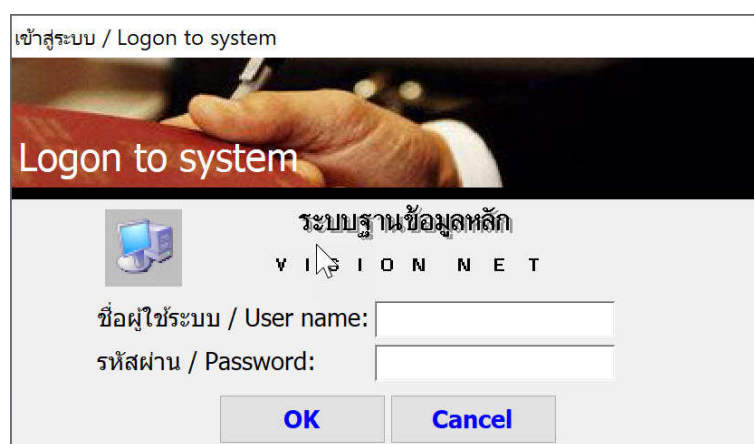 เข้าสู่ระบบ / Logon to system
Logon to system
ระบบฐานข้อมูลหลัก
VISION NET
ชื่อผู้ใช้ระบบ / User name:
รหัสผ่าน / Password:
OK Cancel